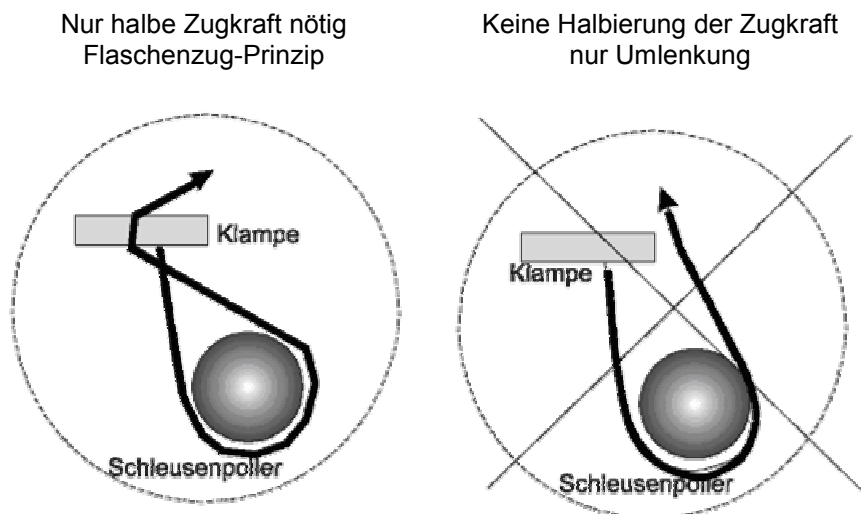 Nur halbe Zugkraft nötig
Flaschenzug-Prinzip
Keine Halbierung der Zugkraft
nur Umlenkung
Klampe
Schleusenpoller
Klampe
Schleusenpoller